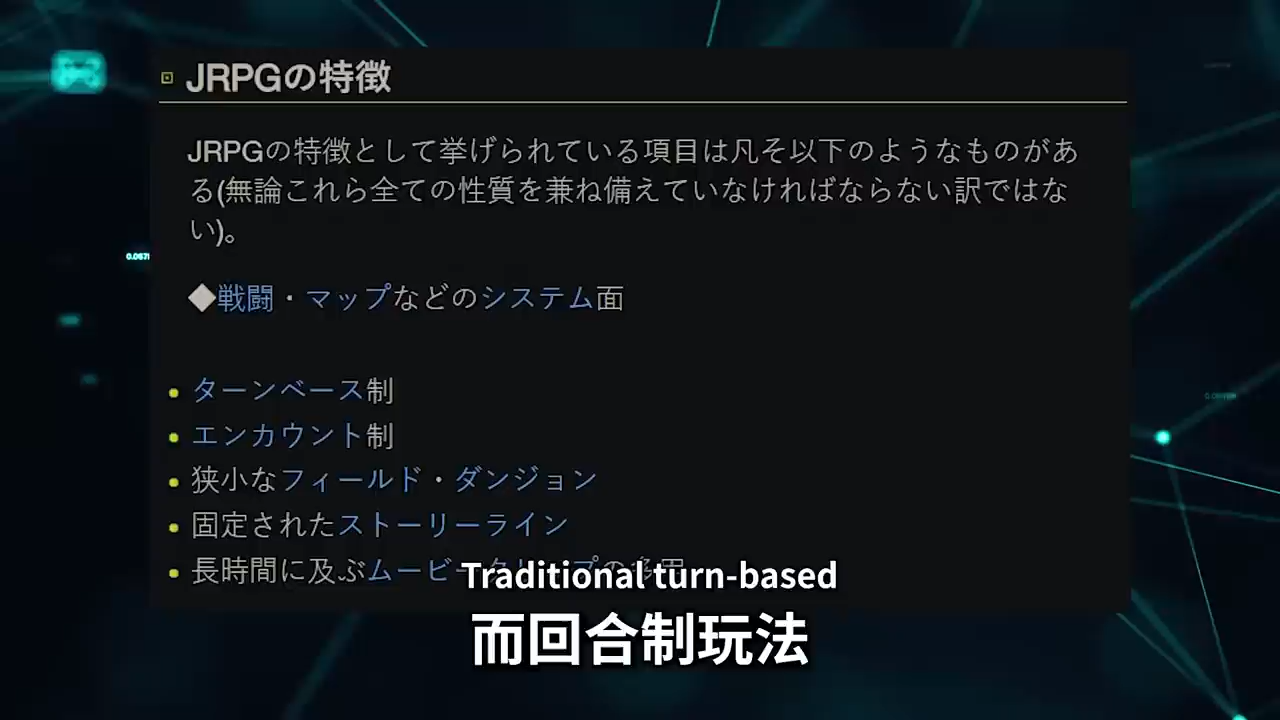 JRPGの特徴
JRPGの特徴として挙げられている項目は凡そ以下のようなものがあ
る(無論これら全ての性質を兼ね備えていなければならない訳ではな
い)。
◆戦闘・マップなどのシステム面
ターンベース制
エンカウント制
狭小なフィールド・ダンジョン
固定されたストーリーライン
長時間に及ぶムービー
Traditional turn-based
而回合制玩法